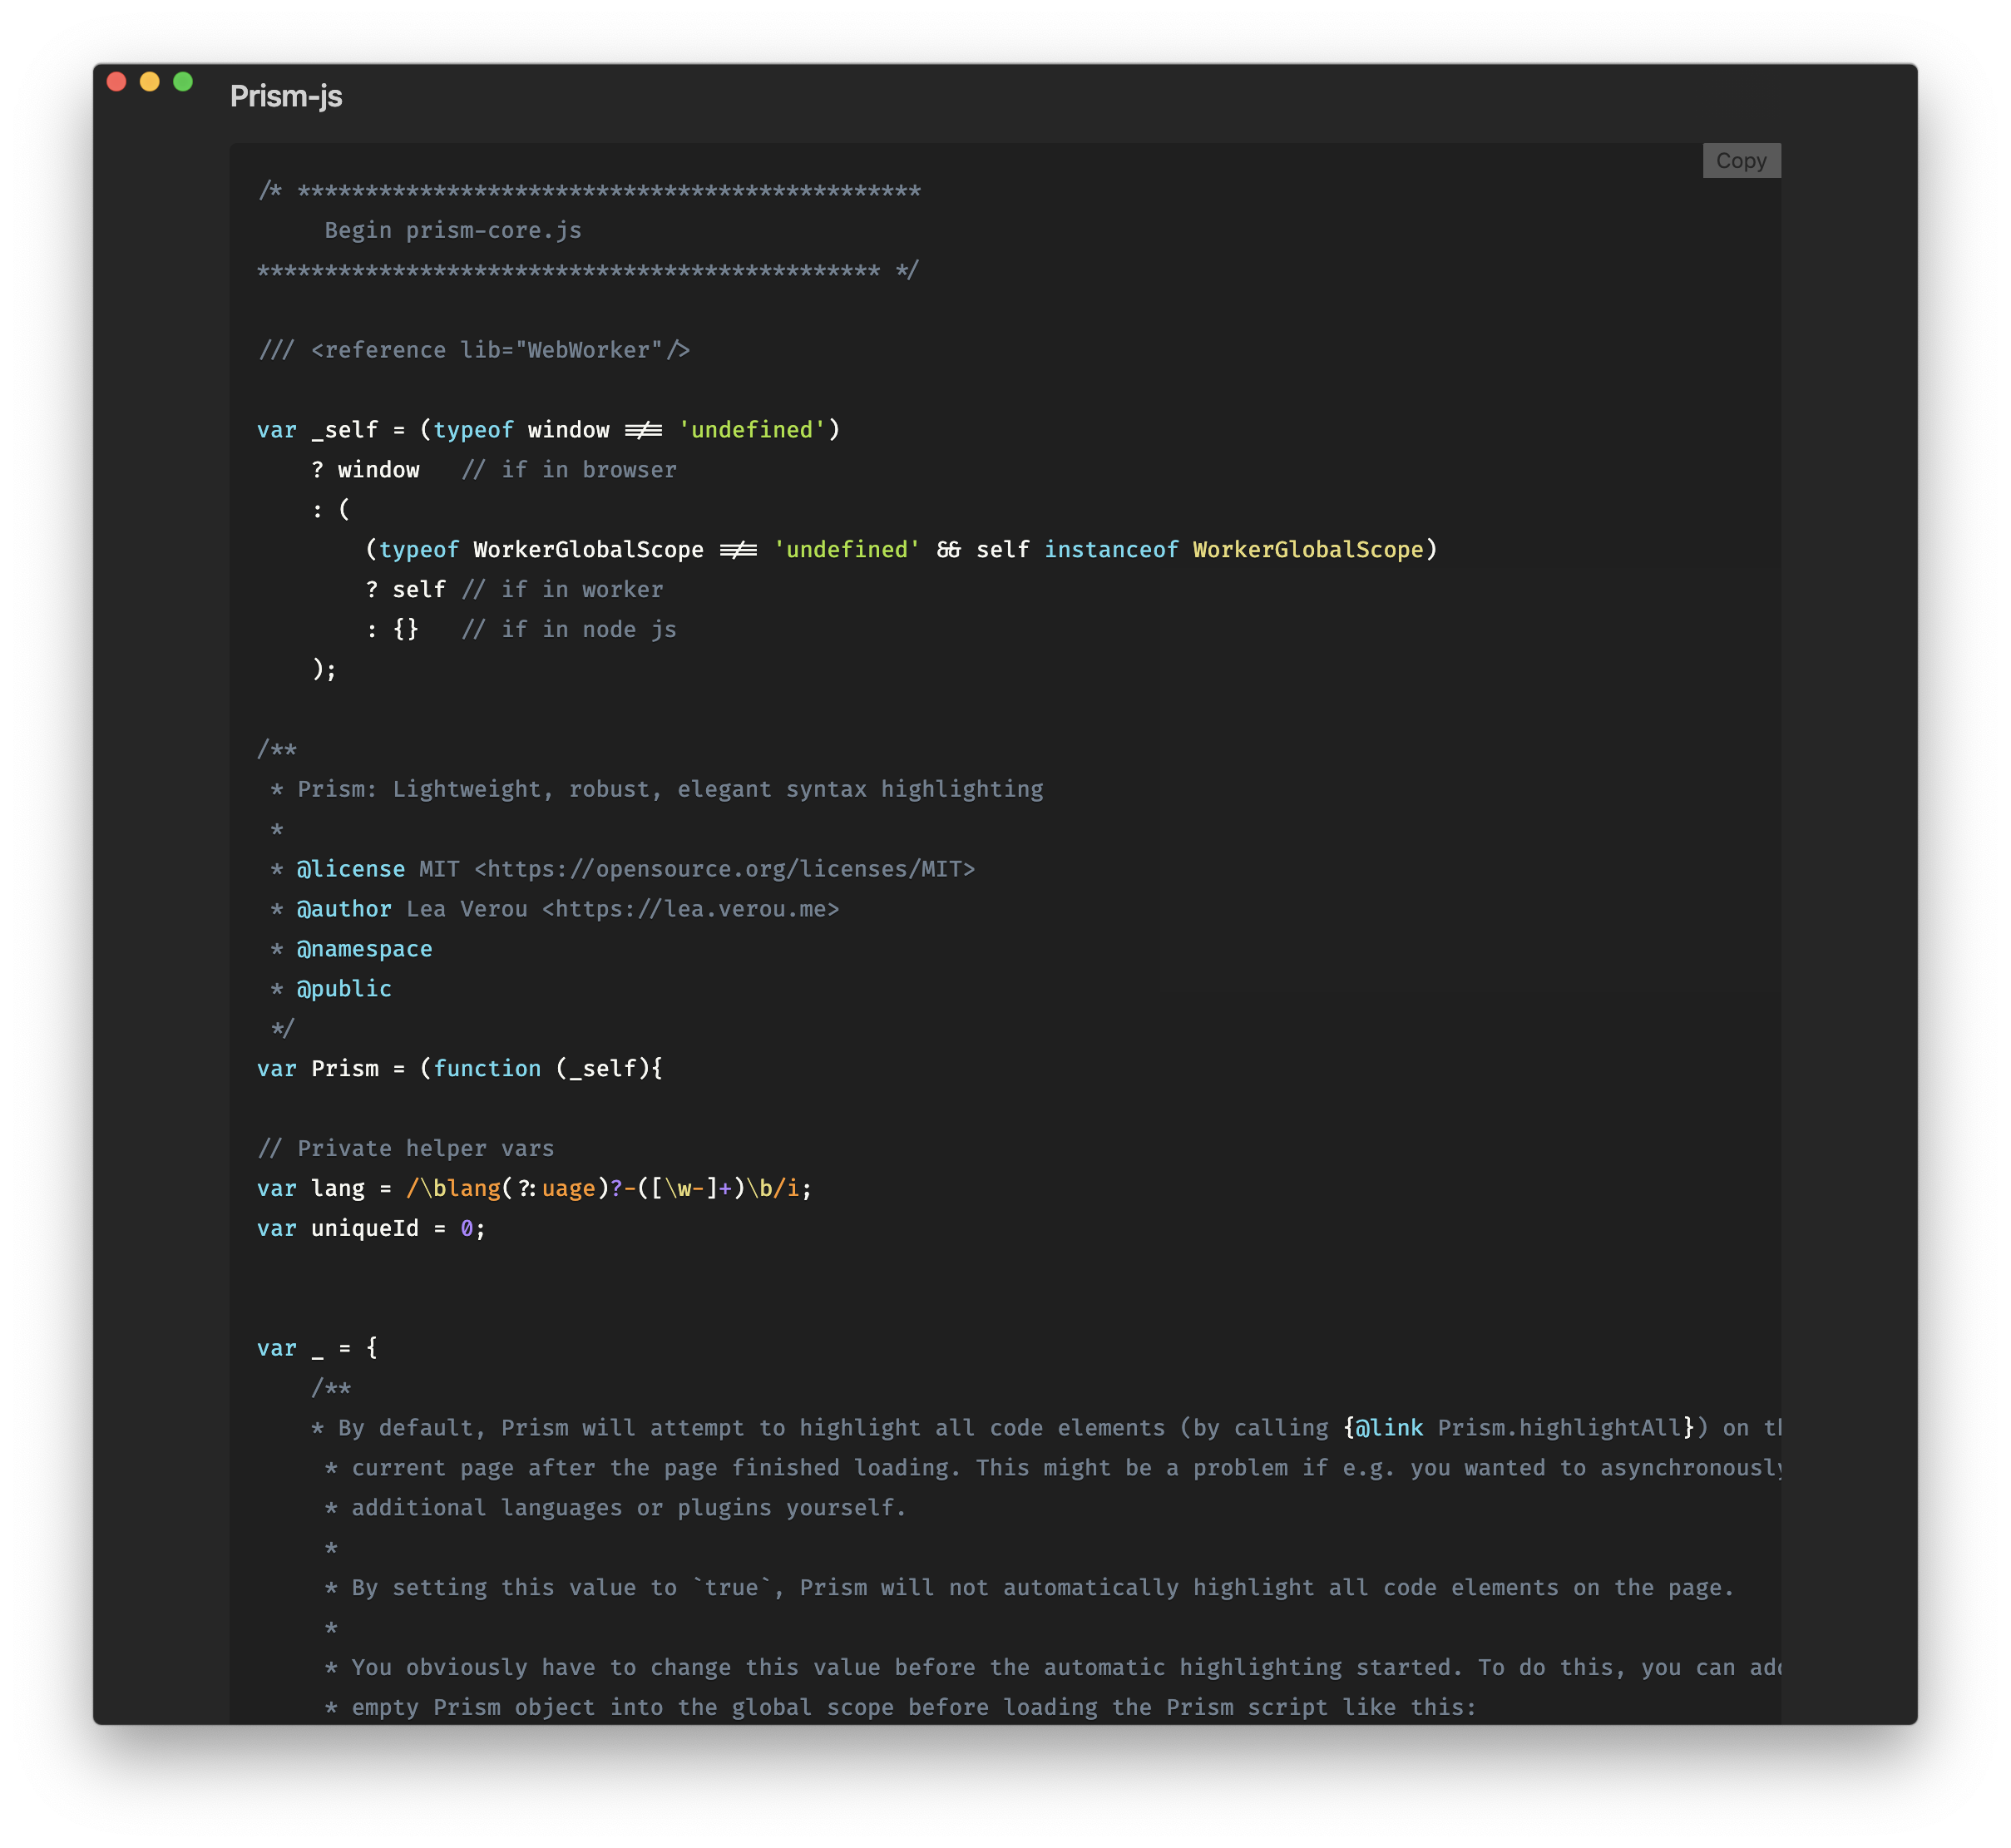 Prism-js
Copy
/* **********************************************
     Begin prism-core.js
********************************************** */
/// <reference lib="WebWorker"/>
var _self = (typeof window !== 'undefined')
    ? window   // if in browser
    : (
        (typeof WorkerGlobalScope !== 'undefined' && self instanceof WorkerGlobalScope)
        ? self // if in worker
        : {}   // if in node js
    );
/**
 * Prism: Lightweight, robust, elegant syntax highlighting
 *
 * @license MIT <https://opensource.org/licenses/MIT>
 * @author Lea Verou <https://lea.verou.me>
 * @namespace
 * @public
 */
var Prism = (function (_self){
// Private helper vars
var lang = /\blang(?:uage)?-([\w-]+)\b/i;
var uniqueId = 0;
var _ = {
    /**
    * By default, Prism will attempt to highlight all code elements (by calling {@link Prism.highlightAll}) on
     * current page after the page finished loading. This might be a problem if e.g. you wanted to asynchronously
     * additional languages or plugins yourself.
     *
     * By setting this value to `true`, Prism will not automatically highlight all code elements on the page.
     *
     * You obviously have to change this value before the automatic highlighting started. To do this, you can add
     * empty Prism object into the global scope before loading the Prism script like this: